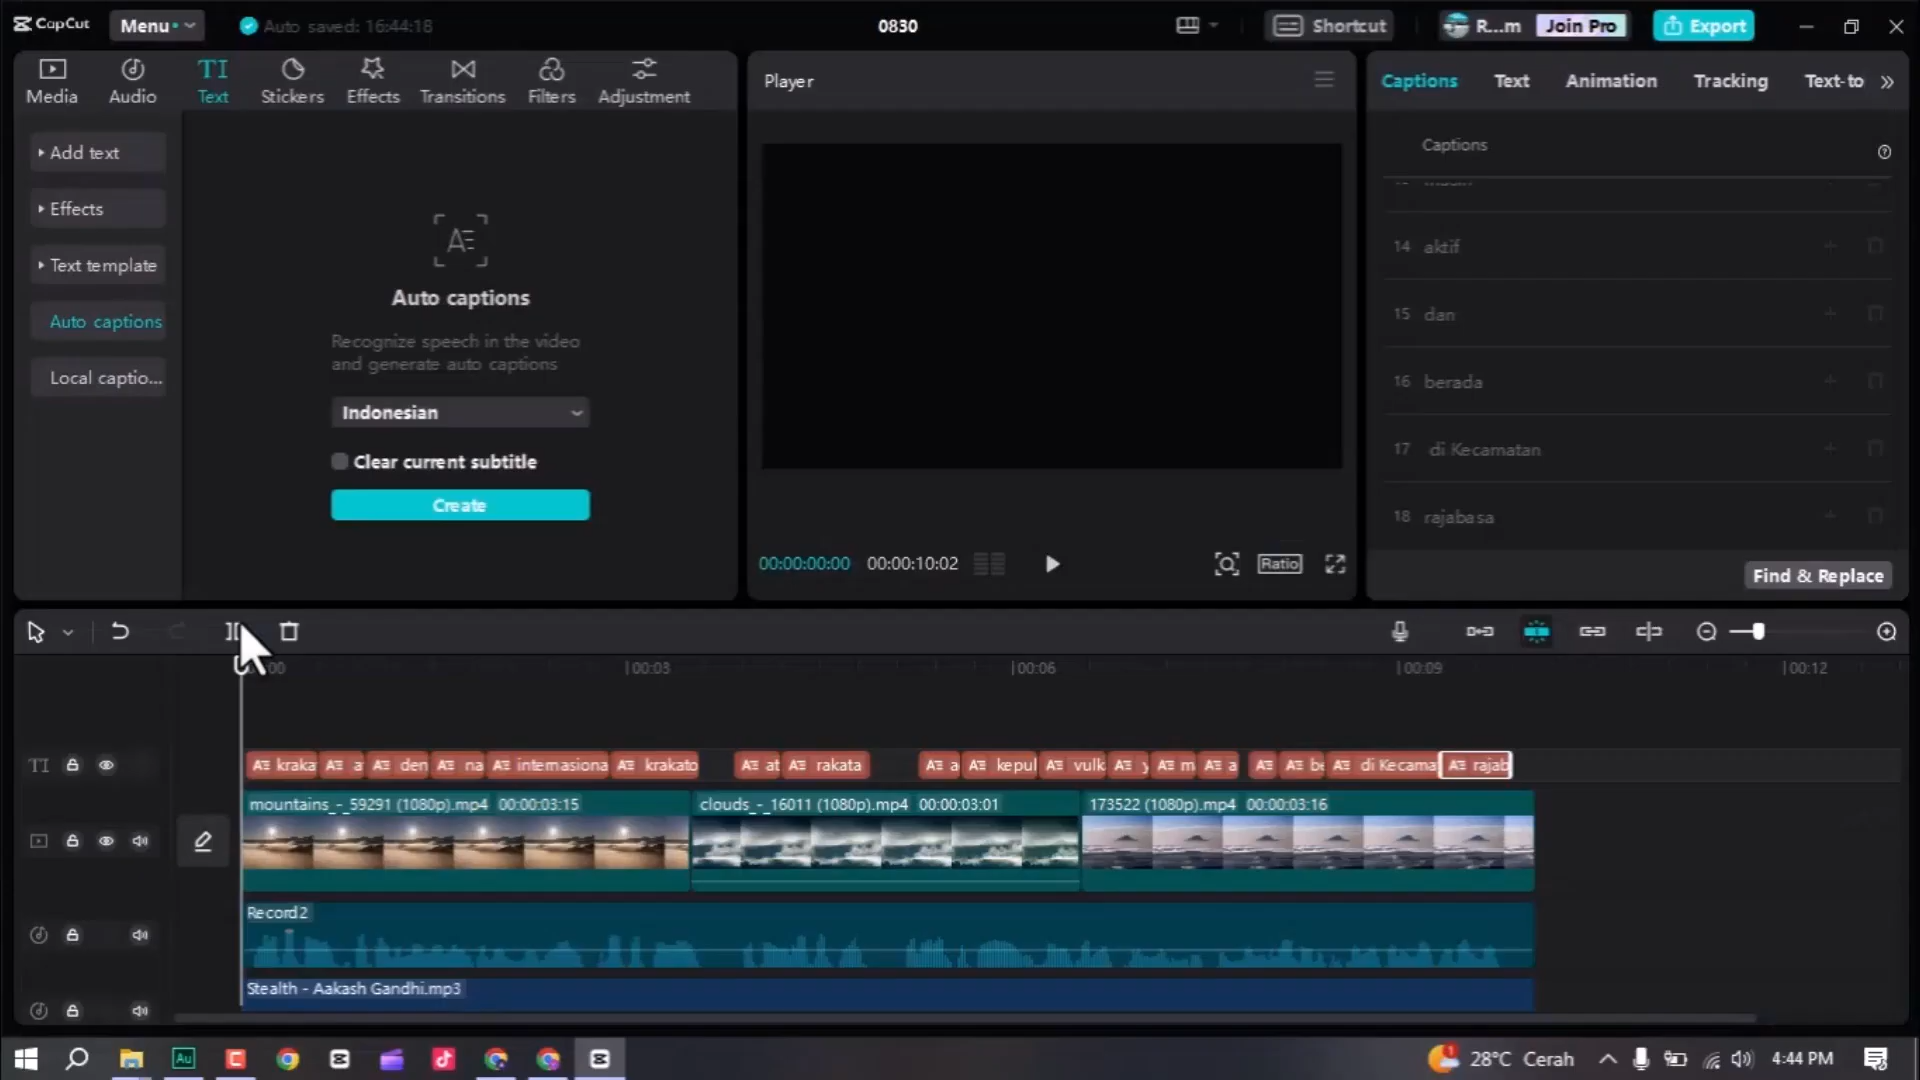 CapCut
Menu
Auto saved: 16:44:18
0830
Shortcut
R...m
Join Pro
Export
Media
Audio
TI
Text
Stickers
Effects
Transitions
Filters
Adjustment
Player
Captions
Text
Animation
Tracking
Text-to
Add text
Effects
Text template
Auto captions
Local captio...
Auto captions
Recognize speech in the video
and generate auto captions
Indonesian
Clear current subtitle
Create
00:00:00:00
00:00:10:02
Ratio
Captions
14 aktif
15 dan
16 berada
17 di Kecamatan
18 rajabasa
Find & Replace
00:03
00:06
00:09
00:12
kraka
a
den
na
internasiona
krakato
at
rakata
a
kepul
vulk
m
a
be
di Kecama
rajab
mountains_-_59291 (1080p).mp4 00:00:03:15
clouds_-_16011 (1080p).mp4 00:00:03:01
173522 (1080p).mp4 00:00:03:16
Record2
Stealth - Aakash Gandhi.mp3
Au
28°C Cerah
4:44 PM